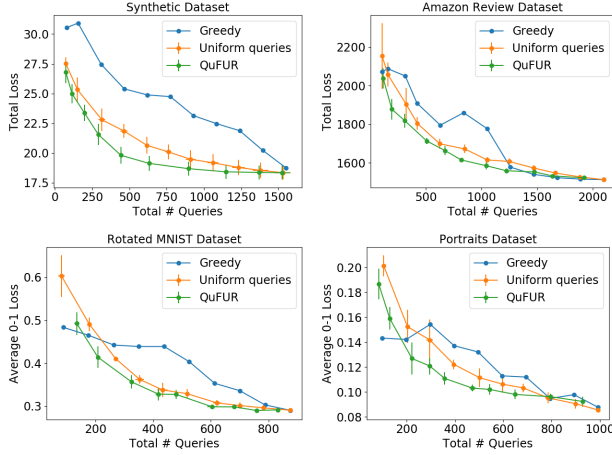 Synthetic Dataset
Total Loss
30.0
27.5
25.0
22.5
20.0
17.5
0 250 500 750 1000 1250 1500
Total # Queries
Greedy
Uniform queries
QuFUR
Amazon Review Dataset
Total Loss
2200
2000
1800
1600
500 1000 1500 2000
Total # Queries
Greedy
Uniform queries
QuFUR
Rotated MNIST Dataset
Average 0-1 Loss
0.6
0.5
0.4
0.3
200 400 600 800
Total # Queries
Greedy
Uniform queries
QuFUR
Portraits Dataset
Average 0-1 Loss
0.20
0.18
0.16
0.14
0.12
0.10
0.08
200 400 600 800 1000
Total # Queries
Greedy
Uniform queries
QuFUR